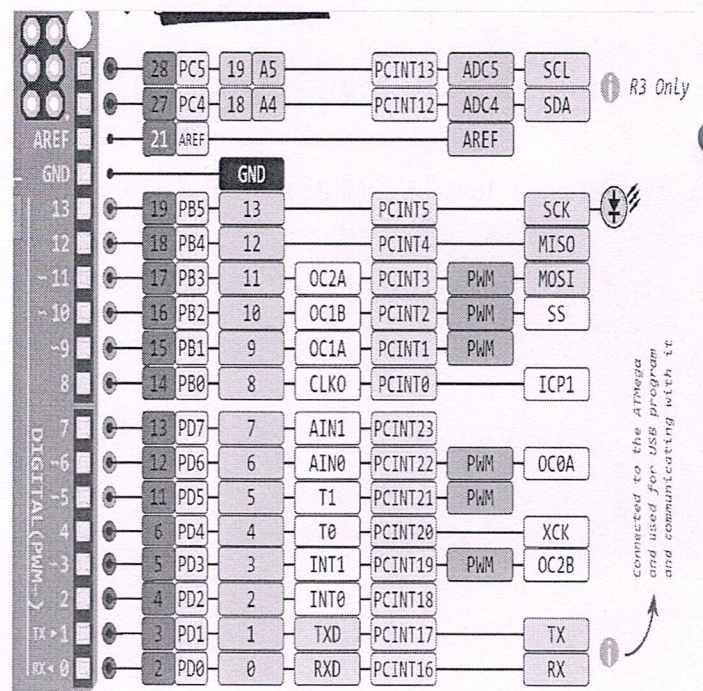 28 PC5 19 A5 PCINT13 ADC5 SCL
27 PC4 18 A4 PCINT12 ADC4 SDA
R3 Only
AREF 21 AREF AREF
GND GND
13 19 PB5 13 PCINT5 SCK
12 18 PB4 12 PCINT4 MISO
~11 17 PB3 11 OC2A PCINT3 PWM MOSI
~10 16 PB2 10 OC1B PCINT2 PWM SS
~9 15 PB1 9 OC1A PCINT1 PWM
8 14 PB0 8 CLKO PCINT0 ICP1
7 13 PD7 7 AIN1 PCINT23
~6 12 PD6 6 AIN0 PCINT22 PWM OC0A
~5 11 PD5 5 T1 PCINT21 PWM
4 6 PD4 4 T0 PCINT20 XCK
~3 5 PD3 3 INT1 PCINT19 PWM OC2B
2 4 PD2 2 INT0 PCINT18
TX ▸ 1 3 PD1 1 TXD PCINT17 TX
RX ◂ 0 2 PD0 0 RXD PCINT16 RX
DIGITAL (PWM~)
Connected to the ATMega
and used for USB program
and communicating with it